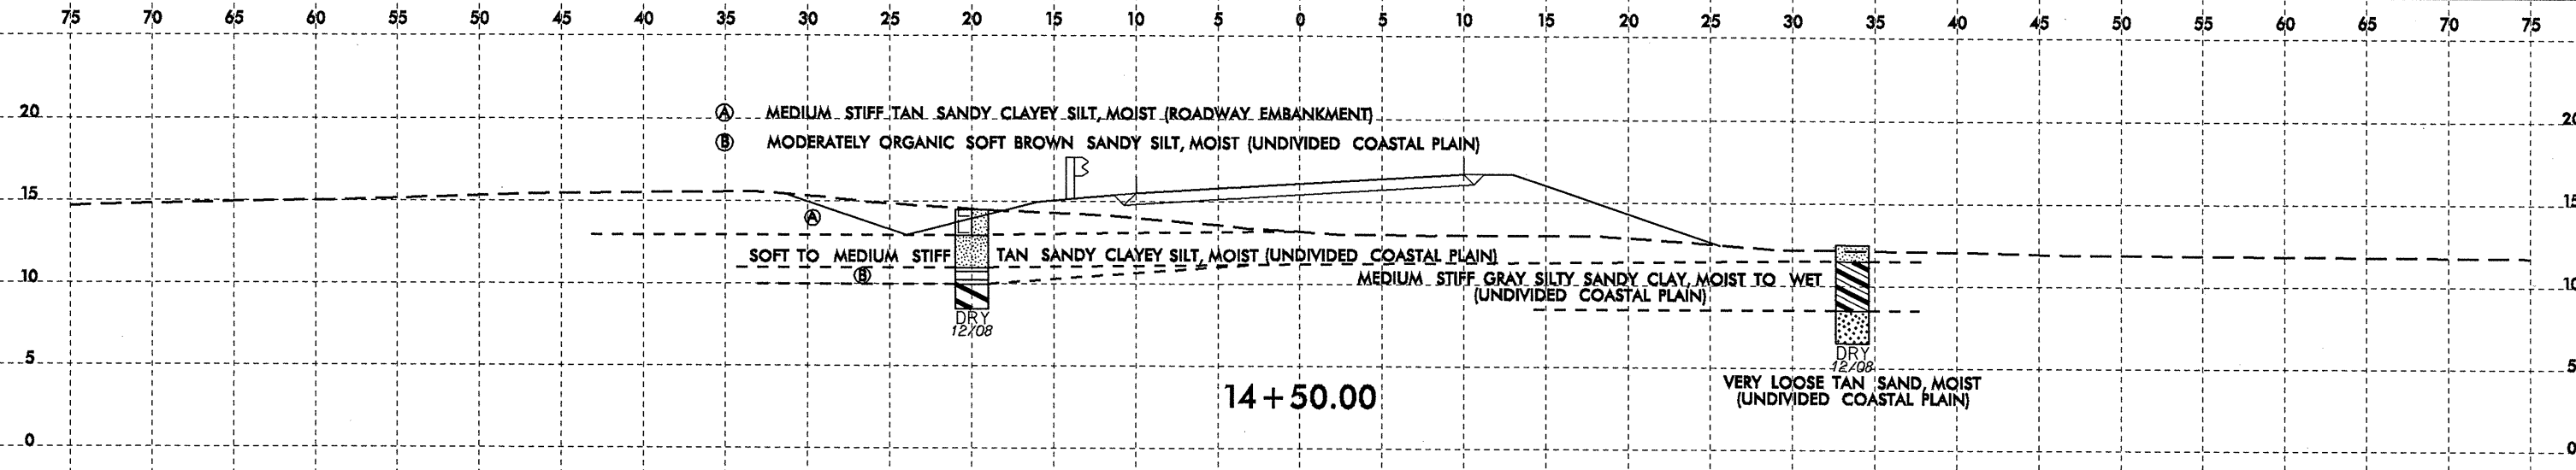 75 70 65 60 55 50 45 40 35 30 25 20 15 10 5 0 5 10 15 20 25 30 35 40 45 50 55 60 65 70 75
20 Ⓐ MEDIUM STIFF TAN SANDY CLAYEY SILT, MOIST (ROADWAY EMBANKMENT) 20
Ⓑ MODERATELY ORGANIC SOFT BROWN SANDY SILT, MOIST (UNDIVIDED COASTAL PLAIN)
15 15
Ⓐ
SOFT TO MEDIUM STIFF TAN SANDY CLAYEY SILT, MOIST (UNDIVIDED COASTAL PLAIN)
10 Ⓑ MEDIUM STIFF GRAY SILTY SANDY CLAY, MOIST TO WET 10
(UNDIVIDED COASTAL PLAIN)
DRY
12/08
5 DRY 5
12/08
VERY LOOSE TAN SAND, MOIST
(UNDIVIDED COASTAL PLAIN)
14+50.00
0 0